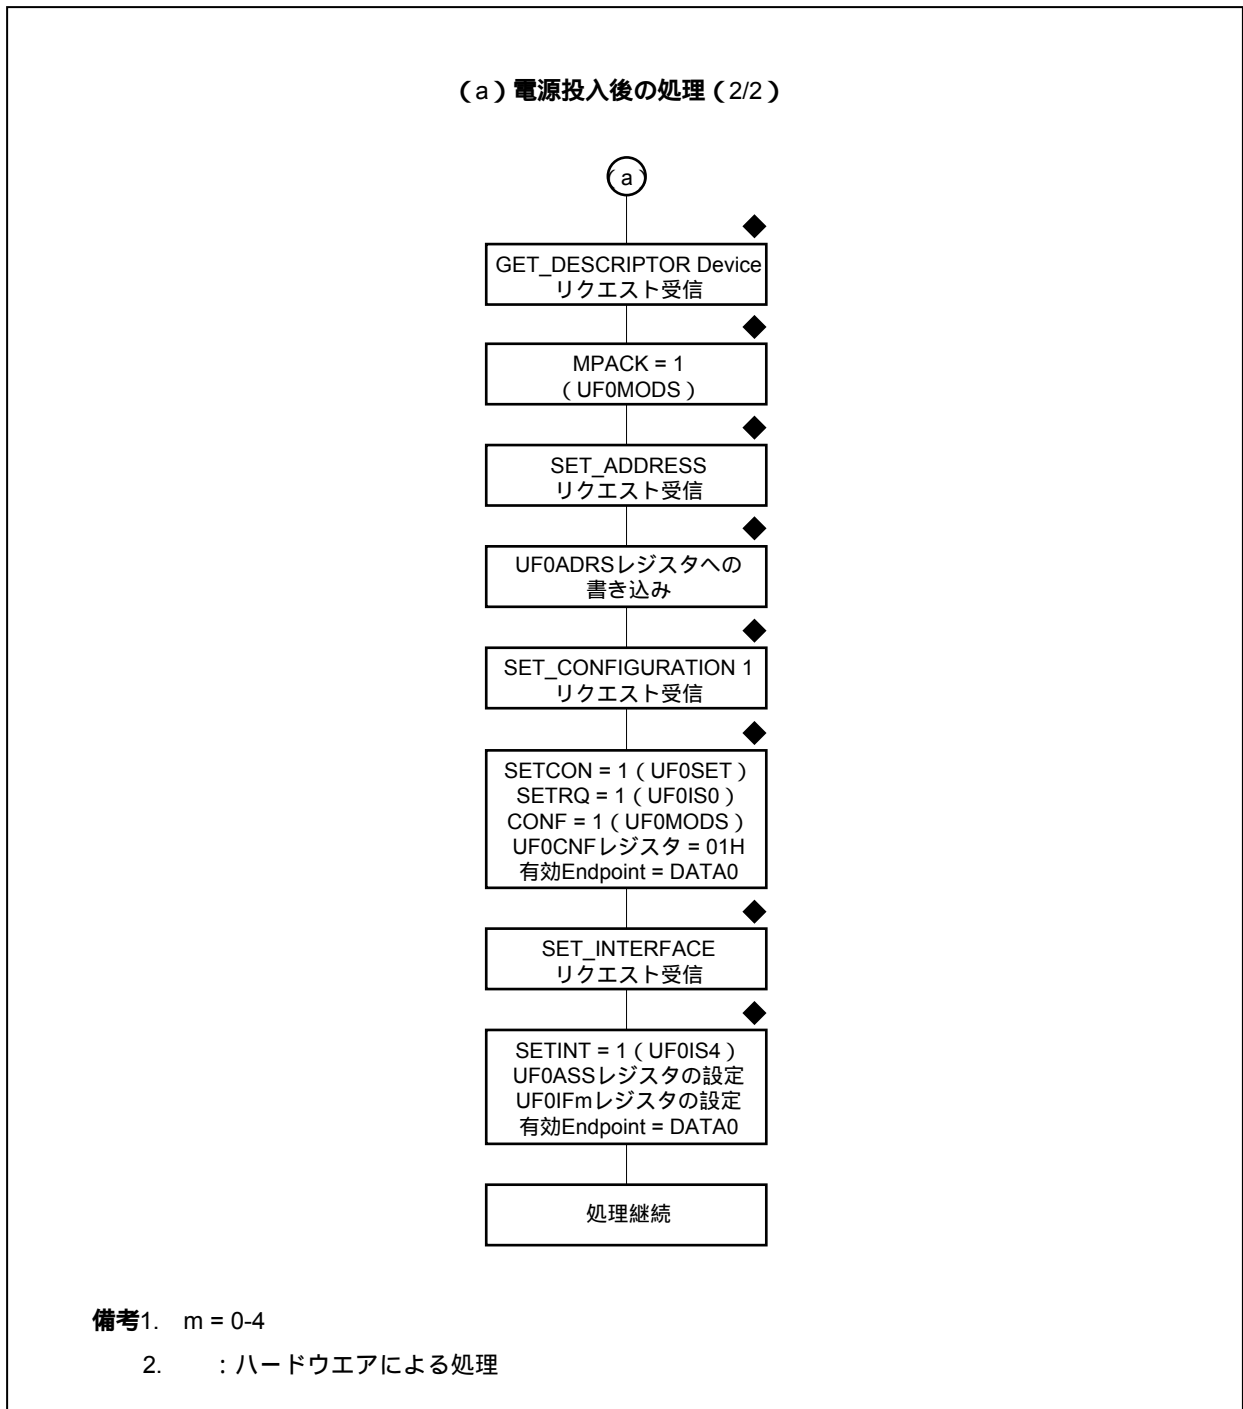 （a）電源投入後の処理（2/2）
（a）
GET_DESCRIPTOR Device
リクエスト受信
MPACK = 1
（UF0MODS）
SET_ADDRESS
リクエスト受信
UF0ADRSレジスタへの
書き込み
SET_CONFIGURATION 1
リクエスト受信
SETCON = 1（UF0SET）
SETRQ = 1（UF0IS0）
CONF = 1（UF0MODS）
UF0CNFレジスタ = 01H
有効Endpoint = DATA0
SET_INTERFACE
リクエスト受信
SETINT = 1（UF0IS4）
UF0ASSレジスタの設定
UF0IFmレジスタの設定
有効Endpoint = DATA0
処理継続
備考1. m = 0-4
2. ：ハードウエアによる処理